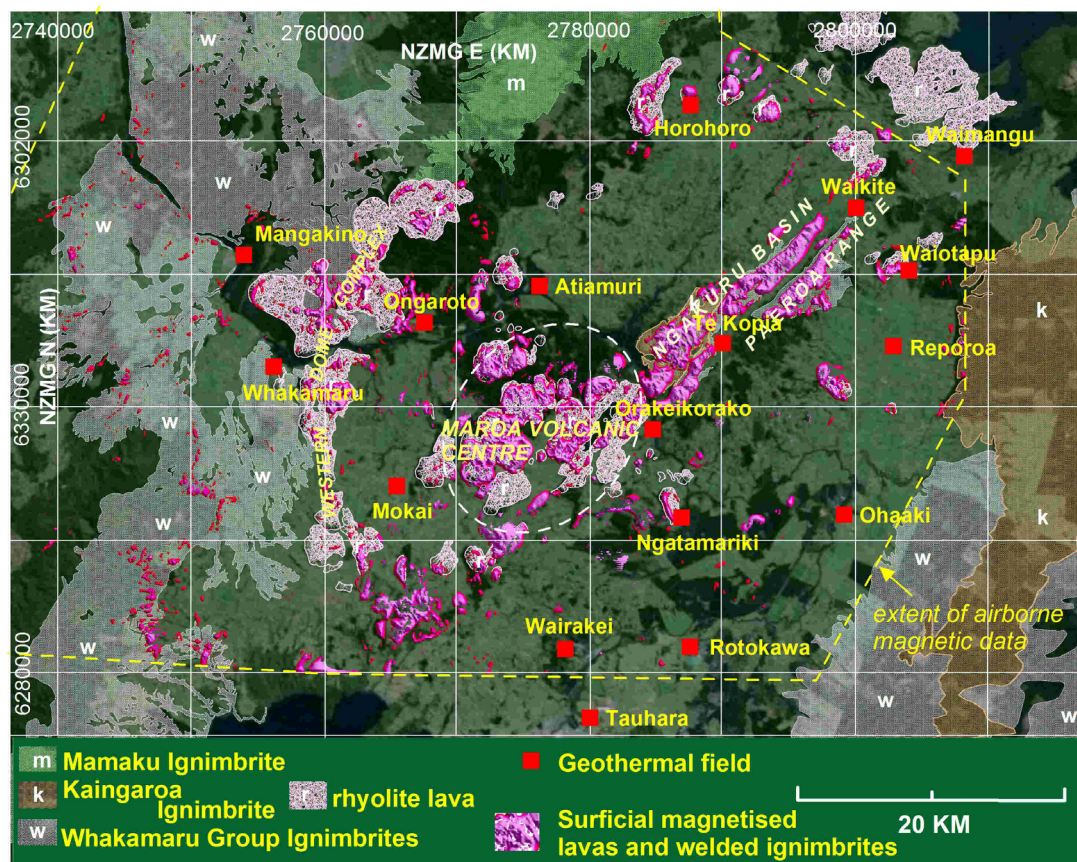 2740000
2760000
2780000
2800000
NZMG E (KM)
w
m
r
r
r
r
Horohoro
6302000
Waimangu
w
Waikite
w
r
Mangakino
NGAKURU BASIN
PAEROA RANGE
Waiotapu
k
COMPLEX
r
Ongaroto
Atiamuri
NZMG N (KM)
DOME
Te Kopia
Reporoa
Whakamaru
r
6330000
w
Orakeikorako
MAROA VOLCANIC
CENTRE
w
WESTERN
Mokai
r
Ohaaki
k
w
Ngatamariki
w
r
extent of airborne
magnetic data
w
Wairakei
Rotokawa
6280000
w
w
Tauhara
m Mamaku Ignimbrite
k Kaingaroa
Ignimbrite
w Whakamaru Group Ignimbrites
r rhyolite lava
Geothermal field
Surficial magnetised
lavas and welded ignimbrites
20 KM